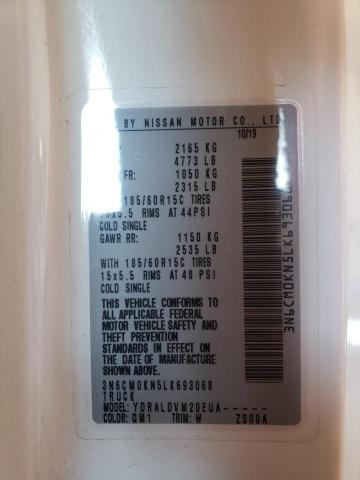 BY NISSAN MOTOR CO., LTD
10/19
2165 KG
4773 LB
FR: 1050 KG
2315 LB
185/60R15C TIRES
15x5.5 RIMS AT 44PSI
COLD SINGLE
GAWR RR: 1150 KG
2535 LB
WITH 185/60R15C TIRES
15x5.5 RIMS AT 48 PSI
COLD SINGLE
THIS VEHICLE CONFORMS TO
ALL APPLICABLE FEDERAL
MOTOR VEHICLE SAFETY AND
THEFT PREVENTION
STANDARDS IN EFFECT ON
THE DATE OF MANUFACTURE
SHOWN ABOVE
3N6CM0KN5LK693068
TRUCK
MODEL: YDRALDVM20EUA-----
COLOR: QM1 TRIM: W ZS00A
3N6CM0KN5LK693068